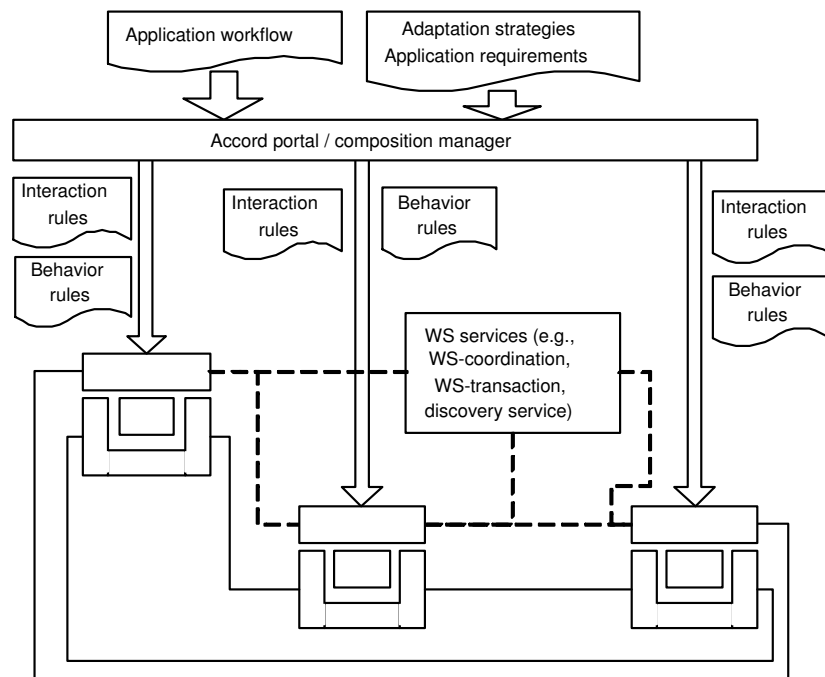 Application workflow
Adaptation strategies
Application requirements
Accord portal / composition manager
Interaction
rules
Behavior
rules
Interaction
rules
Behavior
rules
Interaction
rules
Behavior
rules
WS services (e.g.,
WS-coordination,
WS-transaction,
discovery service)